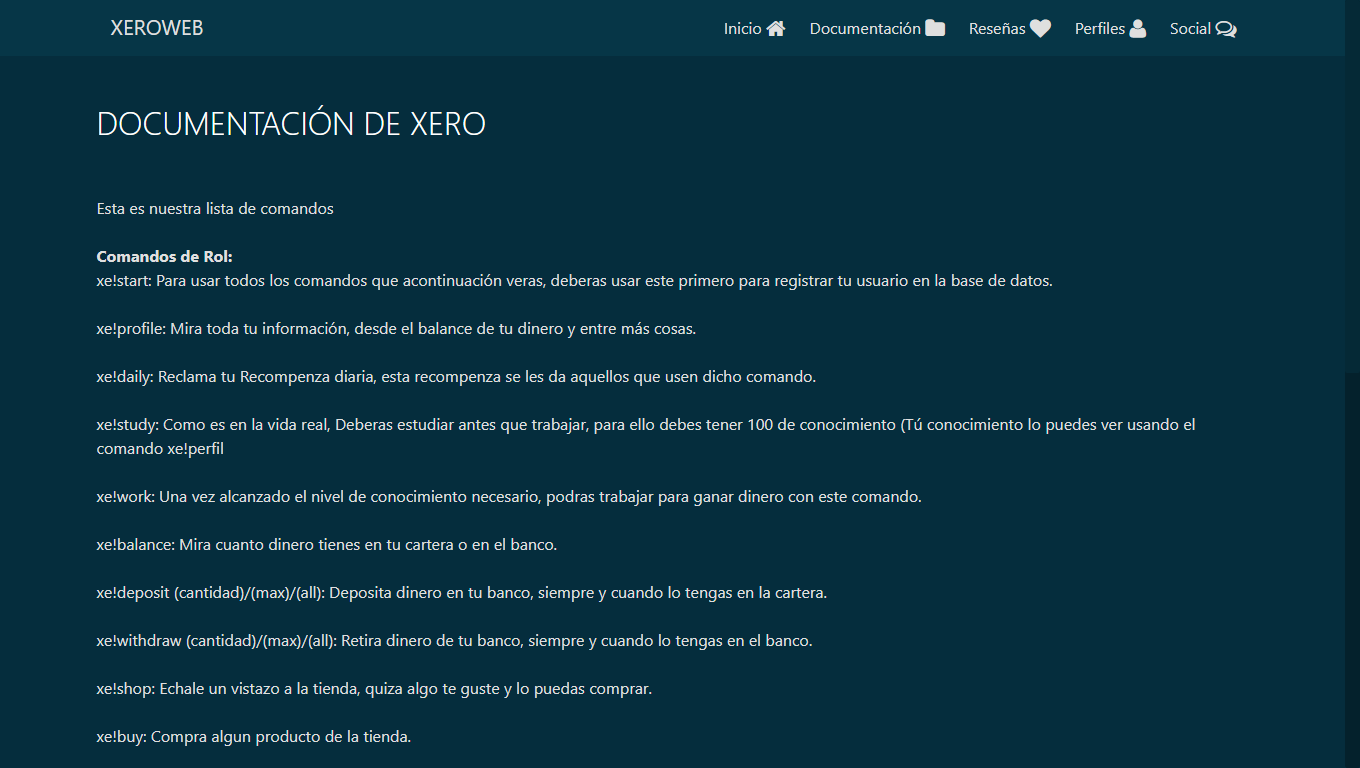 XEROWEB
Inicio
Documentación
Reseñas
Perfiles
Social
DOCUMENTACIÓN DE XERO
Esta es nuestra lista de comandos
Comandos de Rol:
xe!start: Para usar todos los comandos que acontinuación veras, deberas usar este primero para registrar tu usuario en la base de datos.
xe!profile: Mira toda tu información, desde el balance de tu dinero y entre más cosas.
xe!daily: Reclama tu Recompenza diaria, esta recompenza se les da aquellos que usen dicho comando.
xe!study: Como es en la vida real, Deberas estudiar antes que trabajar, para ello debes tener 100 de conocimiento (Tú conocimiento lo puedes ver usando el
comando xe!perfil
xe!work: Una vez alcanzado el nivel de conocimiento necesario, podras trabajar para ganar dinero con este comando.
xe!balance: Mira cuanto dinero tienes en tu cartera o en el banco.
xe!deposit (cantidad)/(max)/(all): Deposita dinero en tu banco, siempre y cuando lo tengas en la cartera.
xe!withdraw (cantidad)/(max)/(all): Retira dinero de tu banco, siempre y cuando lo tengas en el banco.
xe!shop: Echale un vistazo a la tienda, quiza algo te guste y lo puedas comprar.
xe!buy: Compra algun producto de la tienda.